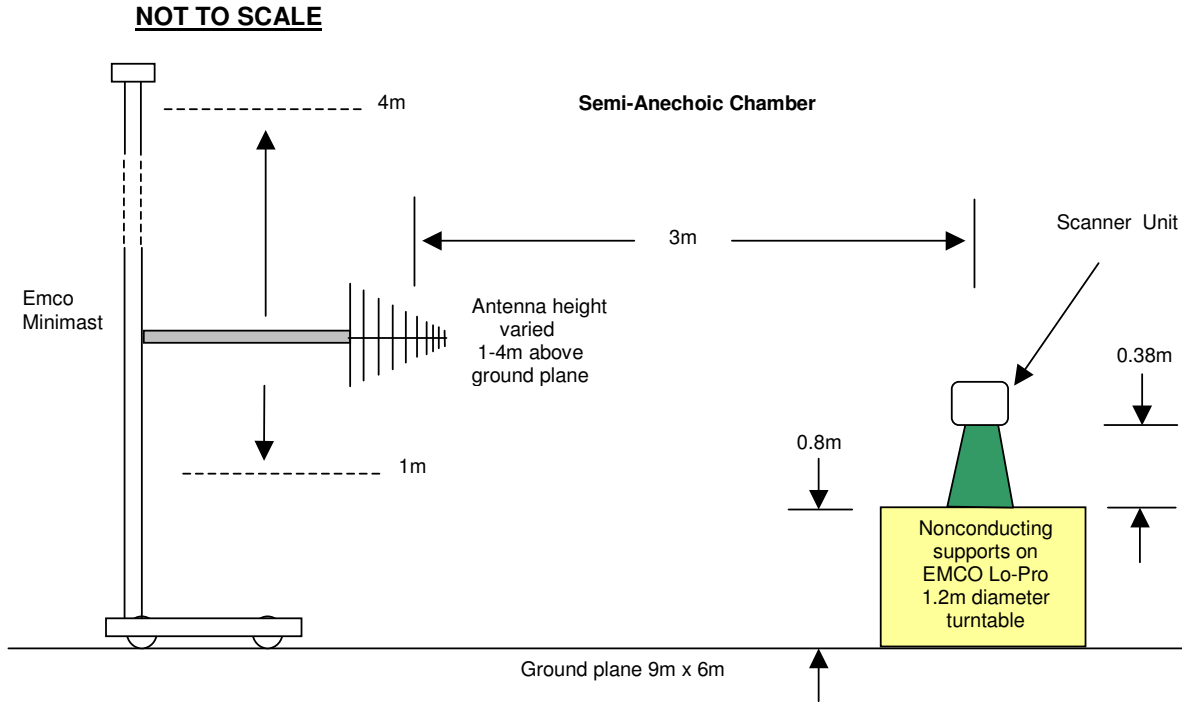 NOT TO SCALE
4m
Semi-Anechoic Chamber
Scanner Unit
3m
Emco
Minimast
Antenna height
varied
1-4m above
ground plane
0.38m
0.8m
1m
Nonconducting
supports on
EMCO Lo-Pro
1.2m diameter
turntable
Ground plane 9m x 6m